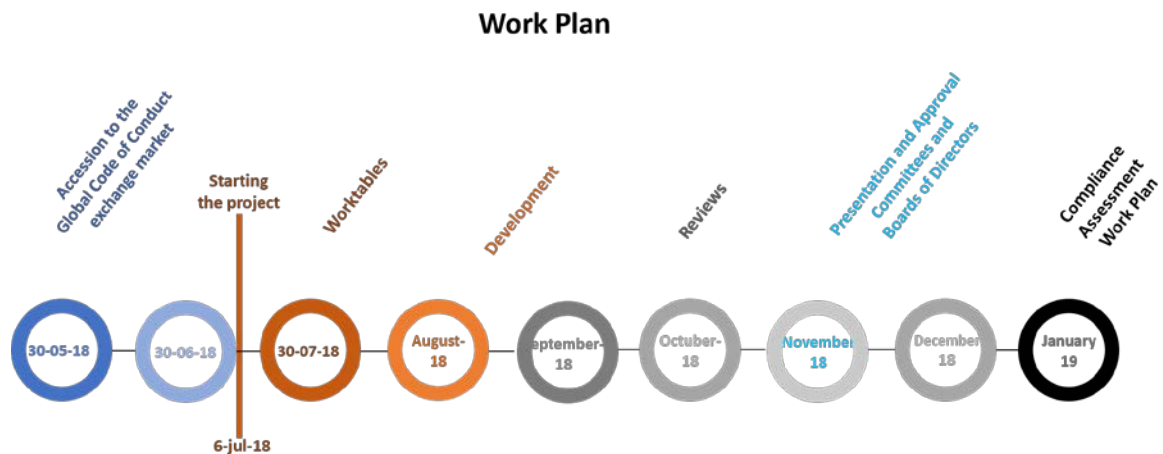 Work Plan
Accession to the
Global Code of Conduct
exchange market
Starting
the project
Worktables
Development
Reviews
Presentation and Approval
Committees and
Boards of Directors
Compliance
Assessment
Work Plan
30-05-18
30-06-18
30-07-18
August-
18
eptember-
18
Octuber-
18
November
18
December
18
January
19
6-jul-18